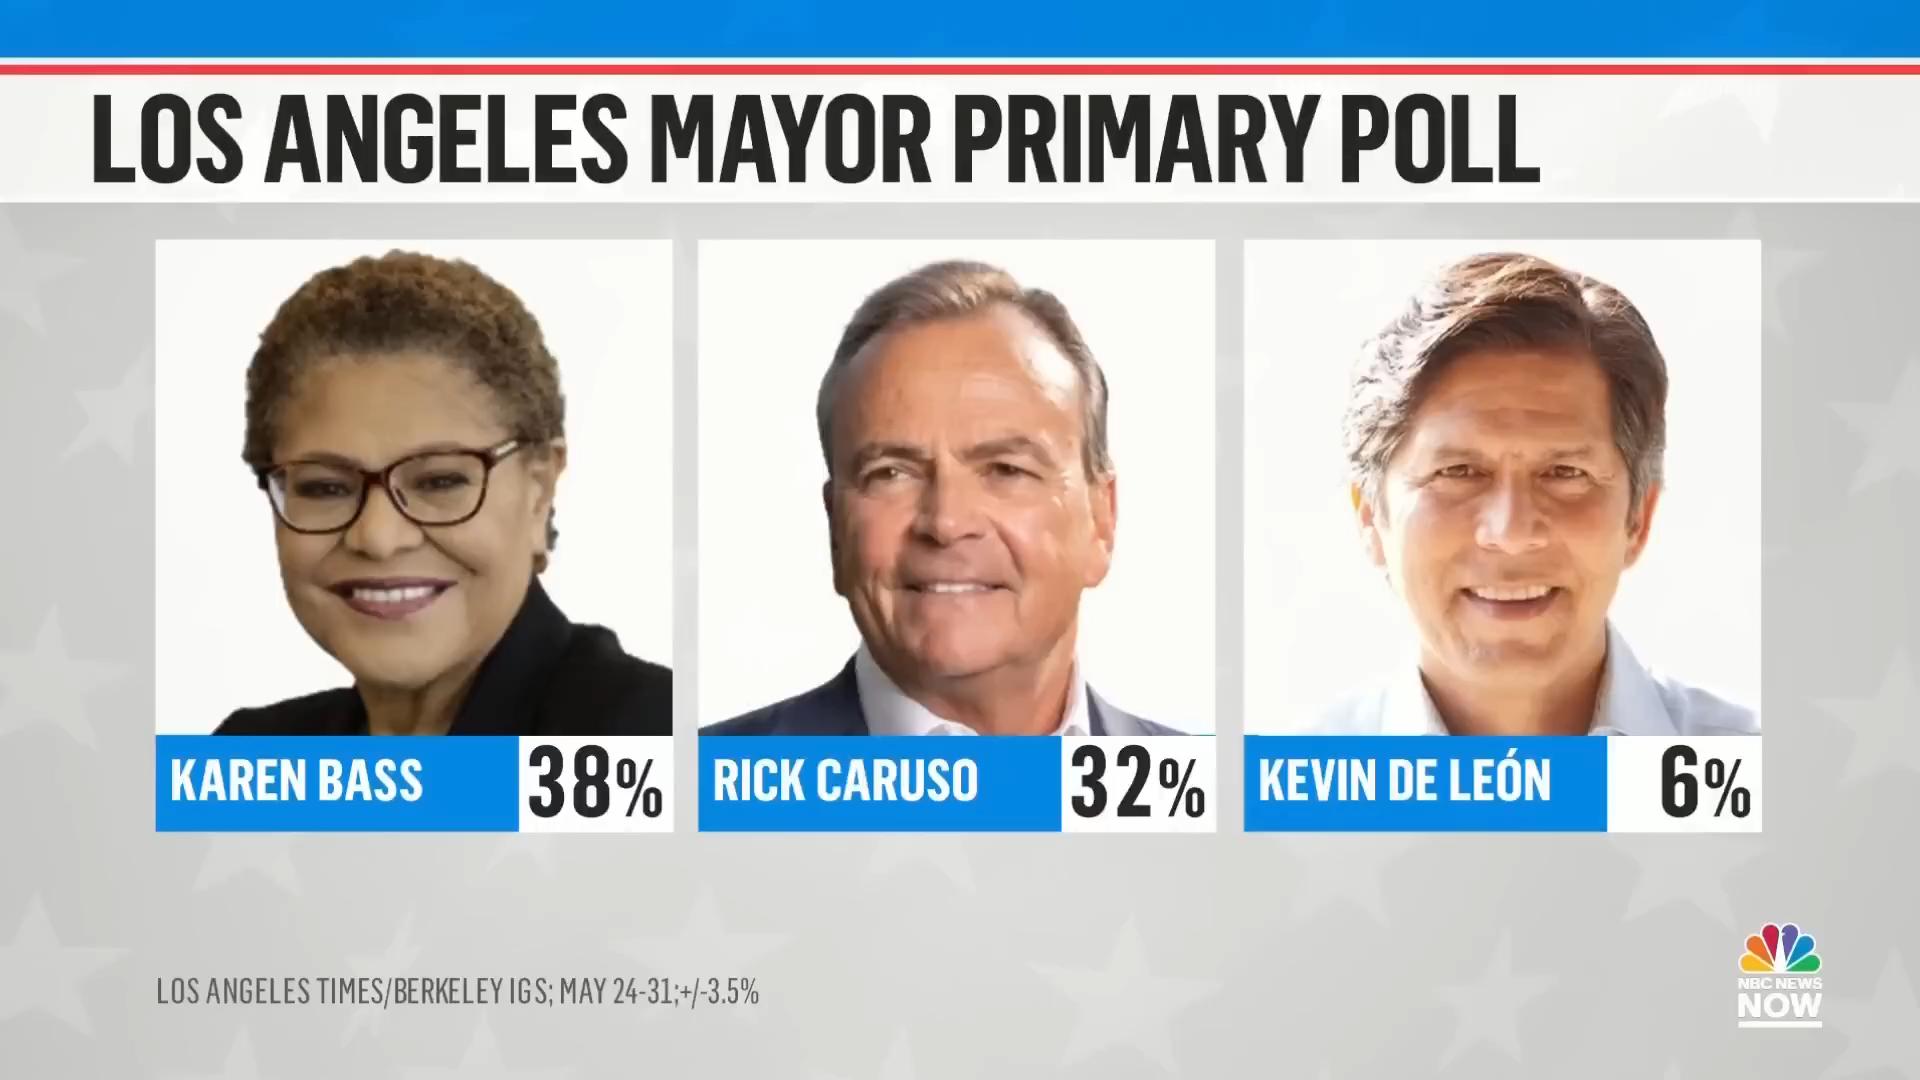 LOS ANGELES MAYOR PRIMARY POLL
KAREN BASS 38%
RICK CARUSO 32%
KEVIN DE LEÓN 6%
LOS ANGELES TIMES/BERKELEY IGS; MAY 24-31;+/-3.5%
NBC NEWS
NOW